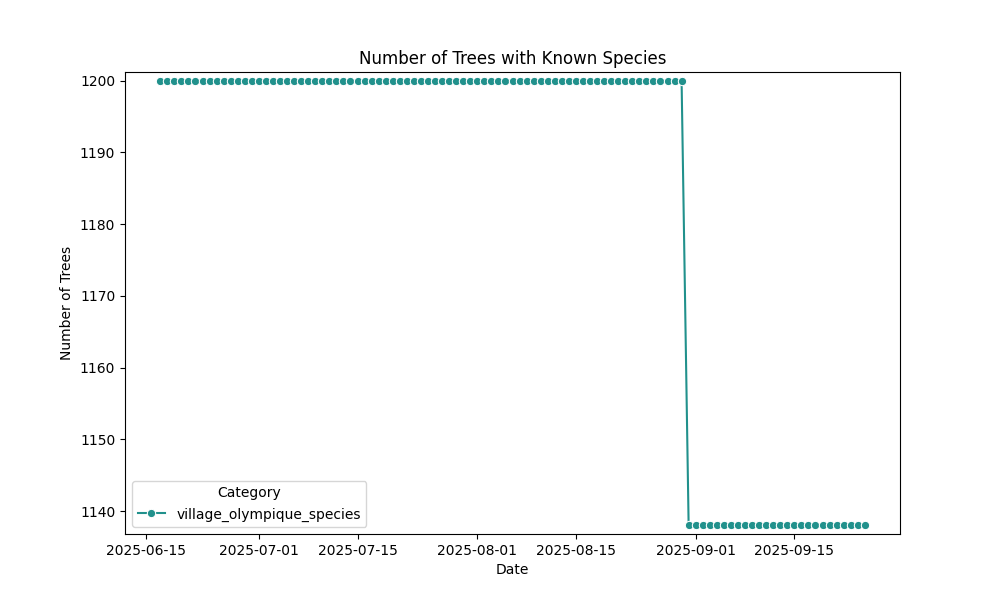 Number of Trees with Known Species
Number of Trees
1200
1190
1180
1170
1160
1150
1140
Category
village_olympique_species
2025-06-15 2025-07-01 2025-07-15 2025-08-01 2025-08-15 2025-09-01 2025-09-15
Date